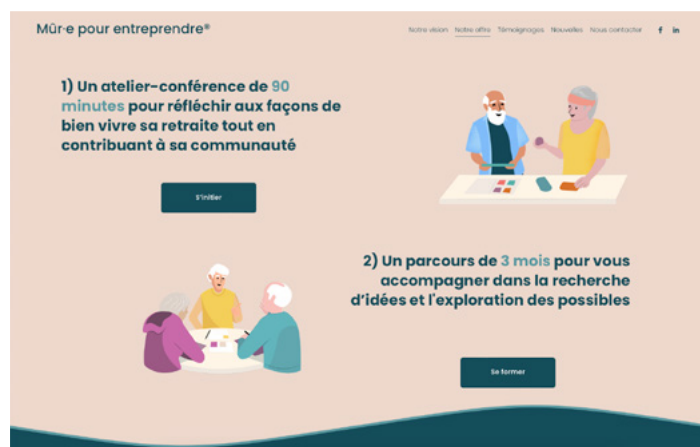 Mûr·e pour entreprendre®
Notre vision Notre offre Témoignages Nouvelles Nous contacter f in
1) Un atelier-conférence de 90
minutes pour réfléchir aux façons de
bien vivre sa retraite tout en
contribuant à sa communauté
S'initier
2) Un parcours de 3 mois pour vous
accompagner dans la recherche
d'idées et l'exploration des possibles
Se former